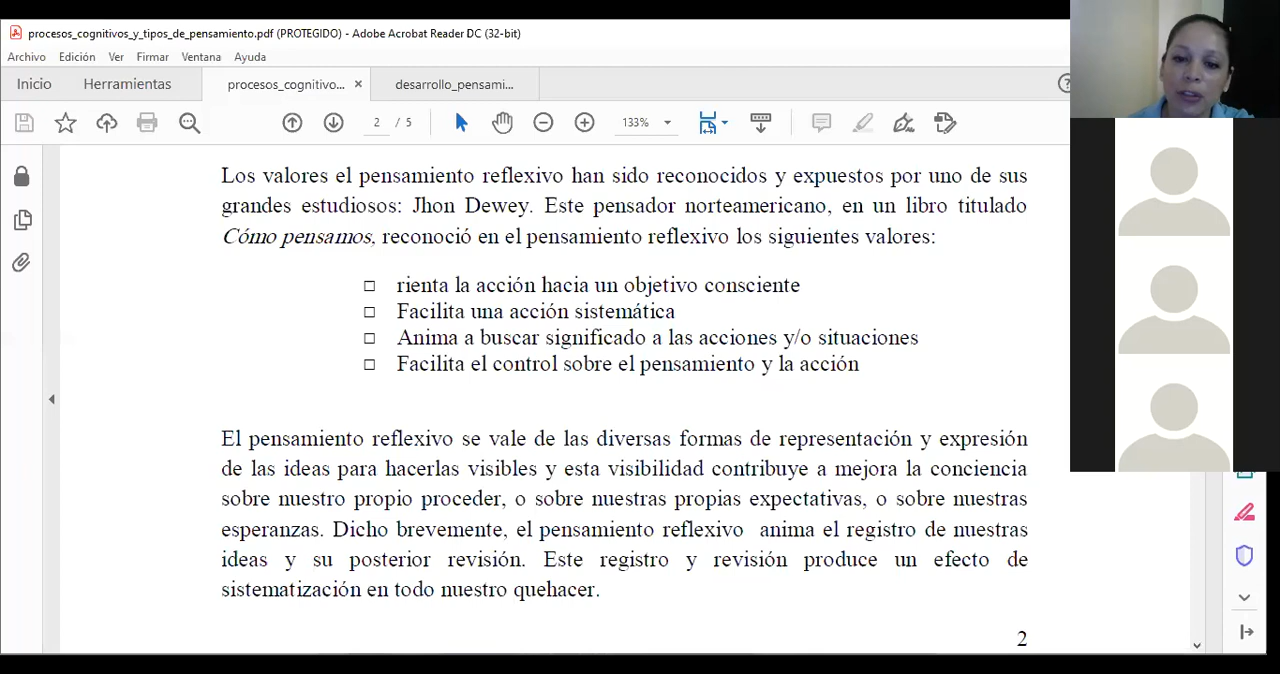 procesos_cognitivos_y_tipos_de_pensamiento.pdf (PROTEGIDO) - Adobe Acrobat Reader DC (32-bit)
Archivo Edición Ver Firmar Ventana Ayuda
Inicio Herramientas procesos_cognitivo... × desarrollo_pensami...
2 / 5 133%
Los valores el pensamiento reflexivo han sido reconocidos y expuestos por uno de sus
grandes estudiosos: Jhon Dewey. Este pensador norteamericano, en un libro titulado
Cómo pensamos, reconoció en el pensamiento reflexivo los siguientes valores:
□ rienta la acción hacia un objetivo consciente
□ Facilita una acción sistemática
□ Anima a buscar significado a las acciones y/o situaciones
□ Facilita el control sobre el pensamiento y la acción
El pensamiento reflexivo se vale de las diversas formas de representación y expresión
de las ideas para hacerlas visibles y esta visibilidad contribuye a mejora la conciencia
sobre nuestro propio proceder, o sobre nuestras propias expectativas, o sobre nuestras
esperanzas. Dicho brevemente, el pensamiento reflexivo anima el registro de nuestras
ideas y su posterior revisión. Este registro y revisión produce un efecto de
sistematización en todo nuestro quehacer.
2